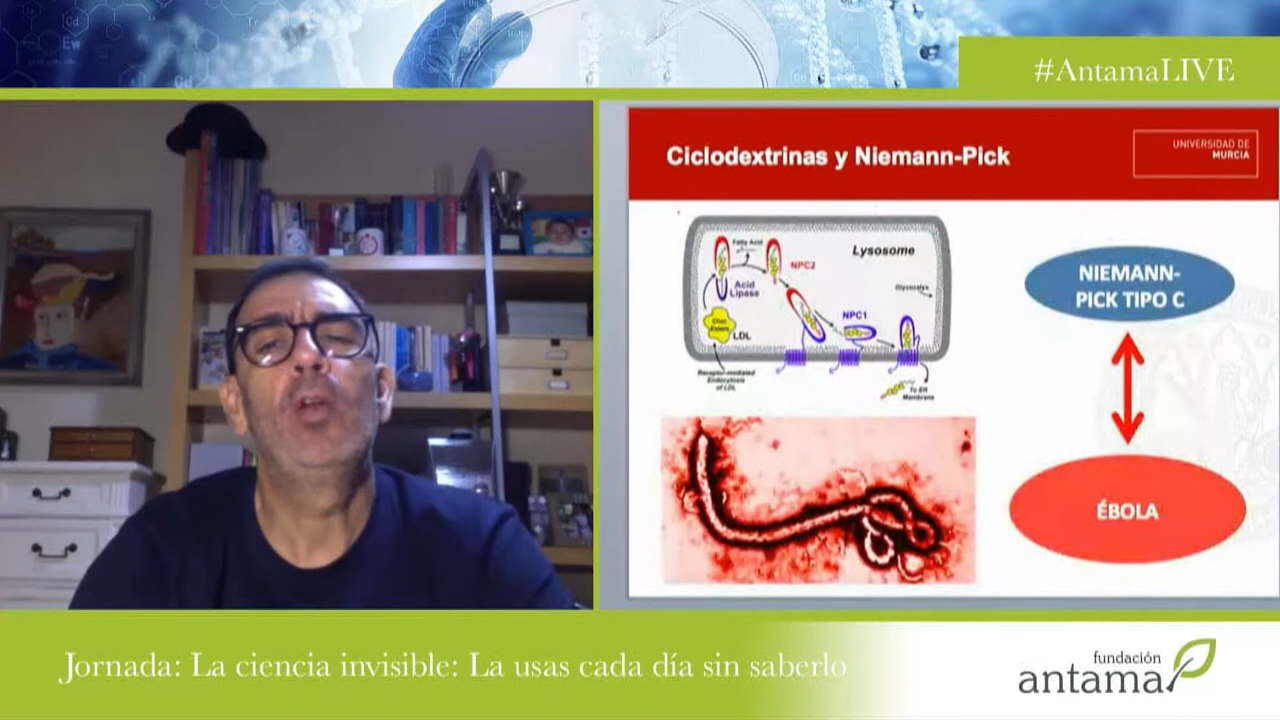 #AntamaLIVE
Ciclodextrinas y Niemann-Pick
UNIVERSIDAD DE
MURCIA
Fatty Acid
Lysosome
NPC2
Acid
Lipase
NPC1
LDL
Receptor-mediated
Endocytosis
of LDL
To ER
Membrane
NIEMANN-
PICK TIPO C
ÉBOLA
Jornada: La ciencia invisible: La usas cada día sin saberlo
fundación
antama